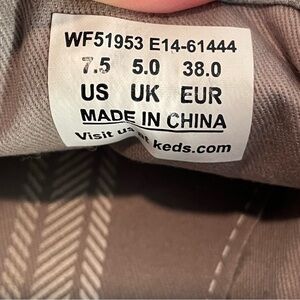 WF51953 E14-61444
7.5 5.0 38.0
US UK EUR
MADE IN CHINA
Visit us at keds.com